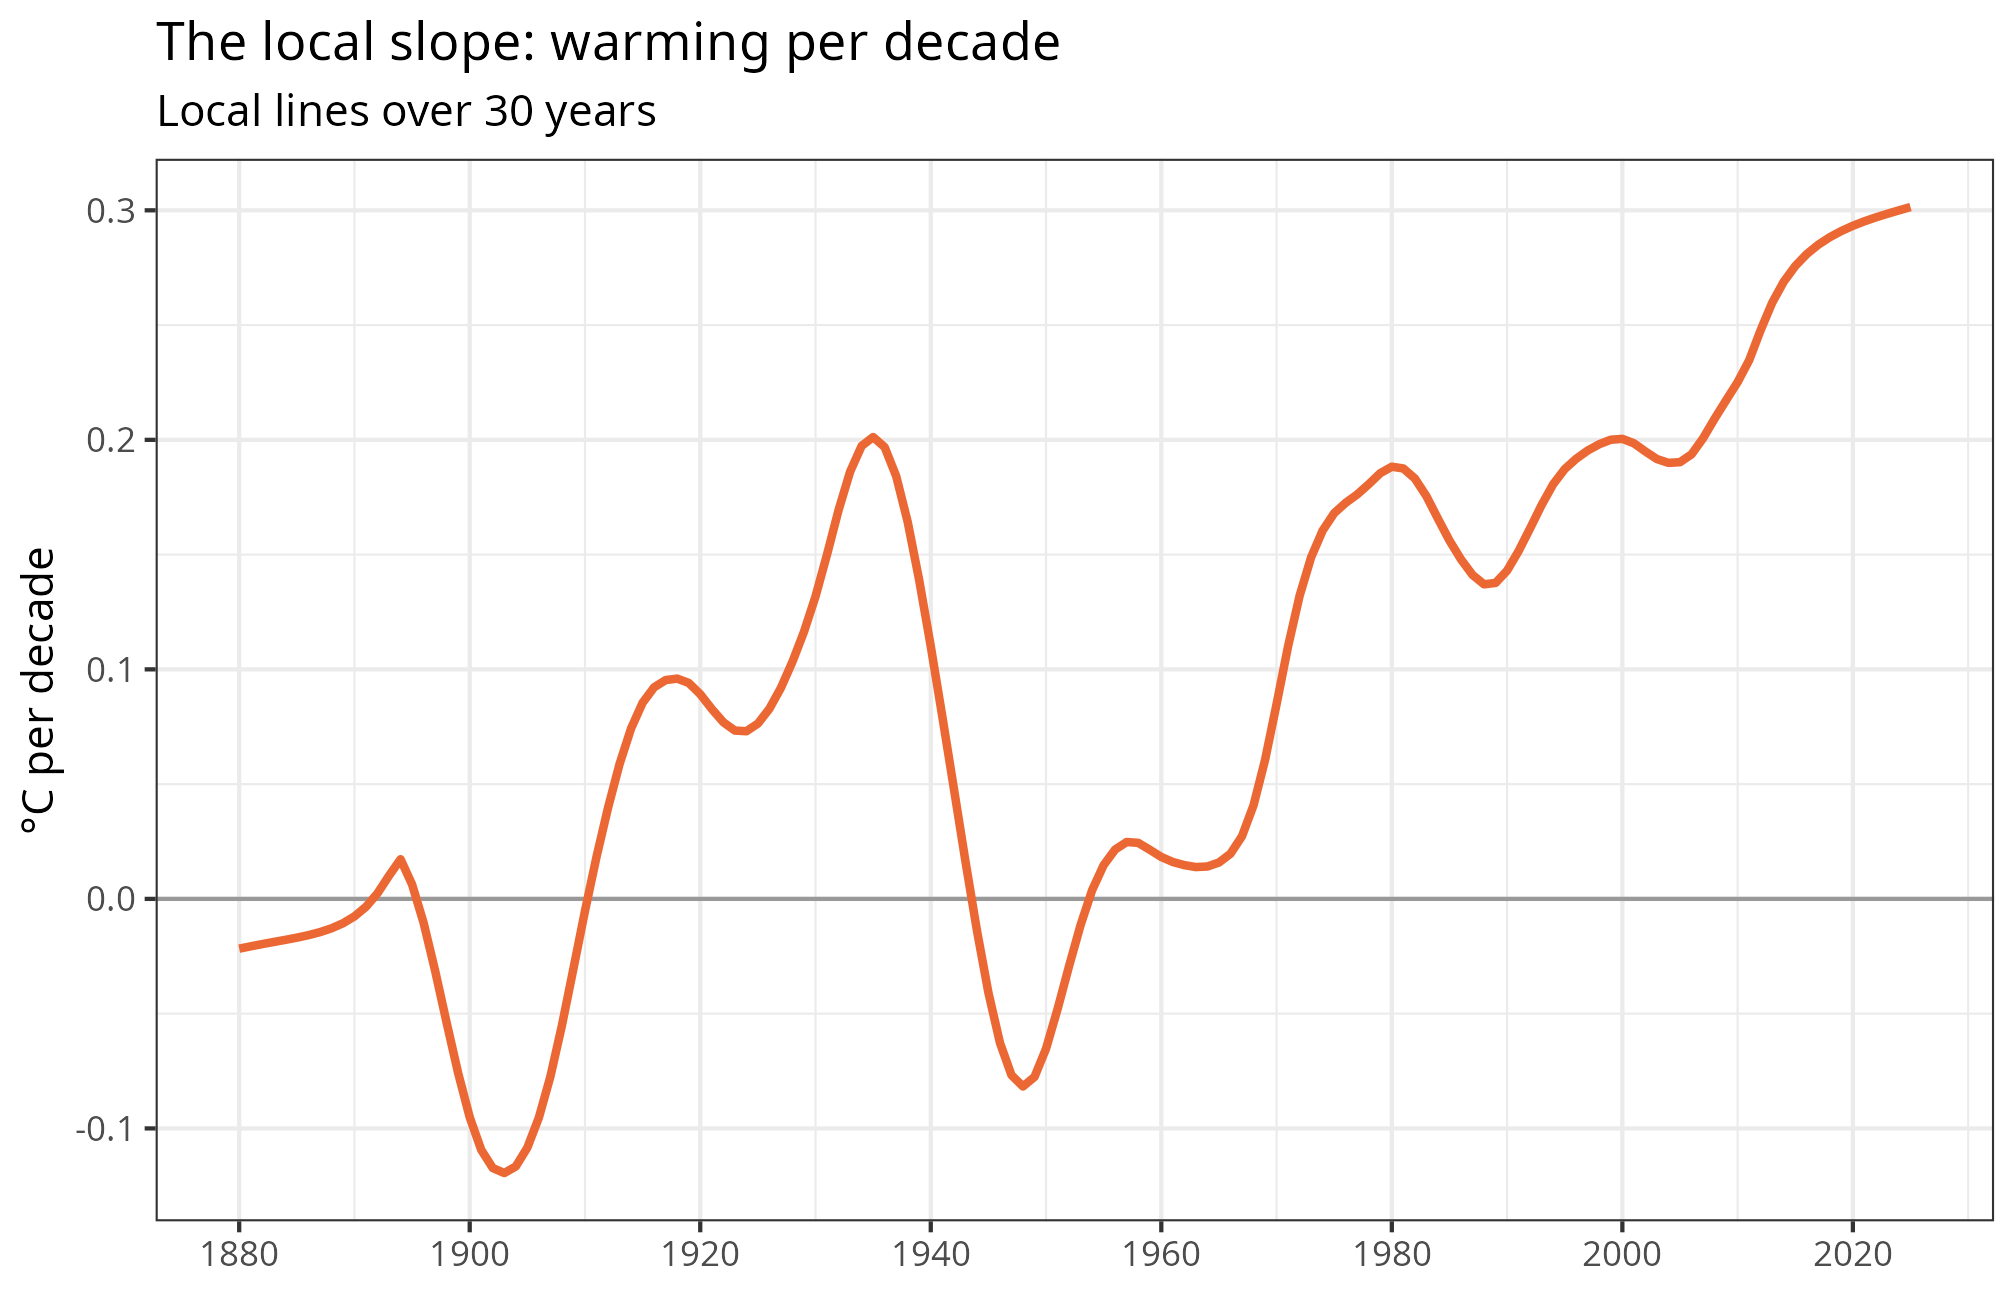 The local slope: warming per decade
Local lines over 30 years
°C per decade
0.3
0.2
0.1
0.0
-0.1
1880 1900 1920 1940 1960 1980 2000 2020